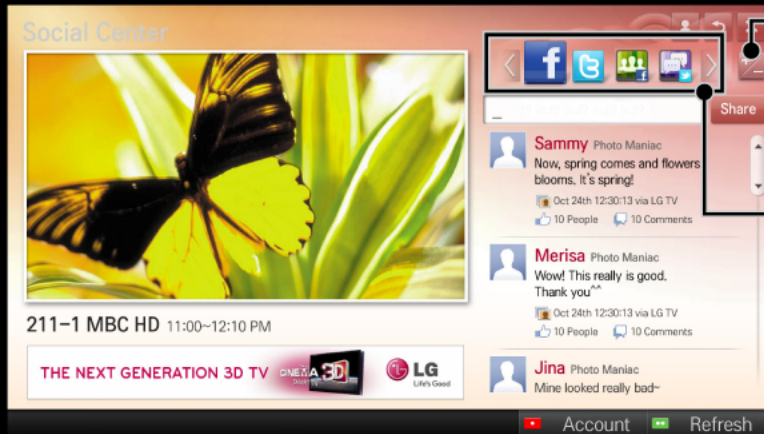 Social Center
f
t
f
+
-
_
Share
Sammy Photo Maniac
Now, spring comes and flowers
blooms. It's spring!
Oct 24th 12:30:13 via LG TV
10 People 10 Comments
Merisa Photo Maniac
Wow! This really is good.
Thank you^^
Oct 24th 12:30:13 via LG TV
10 People 10 Comments
Jina Photo Maniac
Mine looked really bad~
211-1 MBC HD 11:00~12:10 PM
THE NEXT GENERATION 3D TV CINEMA 3D LG
Life's Good
Account Refresh